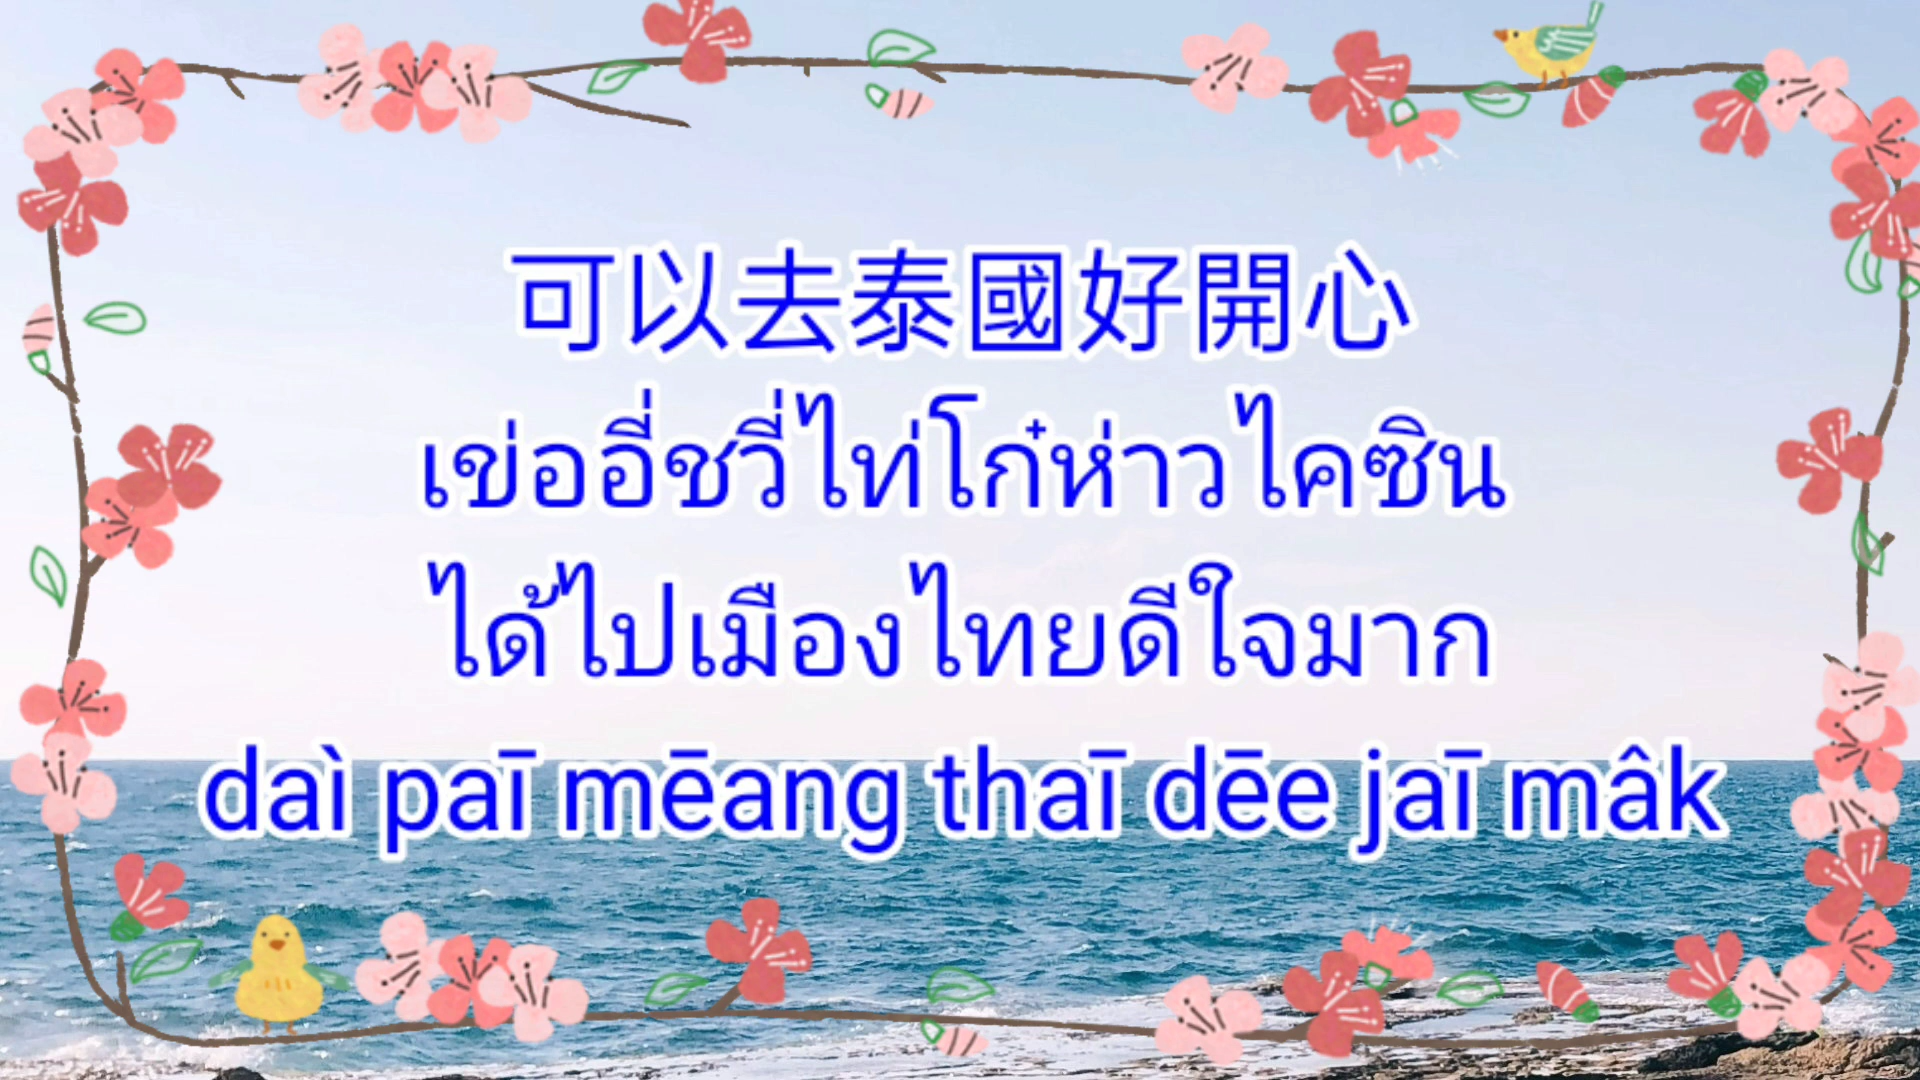 可以去泰國好開心
เข่ออี่ชวี่ไท่โก๋ห่าวไคซิน
ได้ไปเมืองไทยดีใจมาก
daì paī mēang thaī dēe jaī mâk